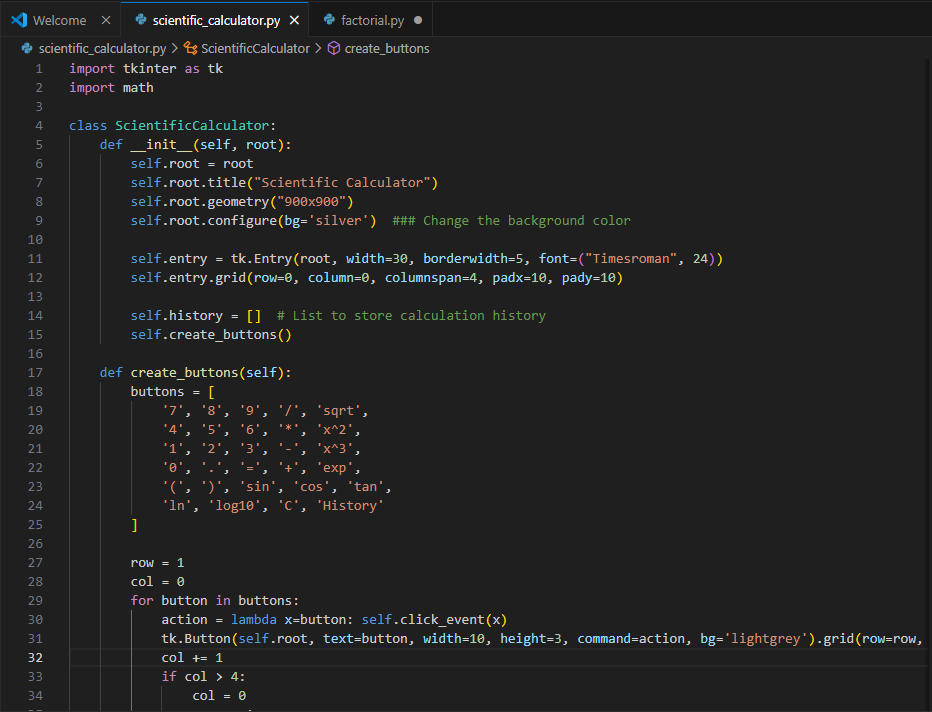 Welcome scientific_calculator.py factorial.py
scientific_calculator.py > ScientificCalculator > create_buttons
1 import tkinter as tk
2 import math
3
4 class ScientificCalculator:
5     def __init__(self, root):
6         self.root = root
7         self.root.title("Scientific Calculator")
8         self.root.geometry("900x900")
9         self.root.configure(bg='silver')  ### Change the background color
10
11         self.entry = tk.Entry(root, width=30, borderwidth=5, font=("Timesroman", 24))
12         self.entry.grid(row=0, column=0, columnspan=4, padx=10, pady=10)
13
14         self.history = []  # List to store calculation history
15         self.create_buttons()
16
17     def create_buttons(self):
18         buttons = [
19             '7', '8', '9', '/', 'sqrt',
20             '4', '5', '6', '*', 'x^2',
21             '1', '2', '3', '-', 'x^3',
22             '0', '.', '=', '+', 'exp',
23             '(', ')', 'sin', 'cos', 'tan',
24             'ln', 'log10', 'C', 'History'
25         ]
26
27         row = 1
28         col = 0
29         for button in buttons:
30             action = lambda x=button: self.click_event(x)
31             tk.Button(self.root, text=button, width=10, height=3, command=action, bg='lightgrey').grid(row=row,
32             col += 1
33             if col > 4:
34                 col = 0